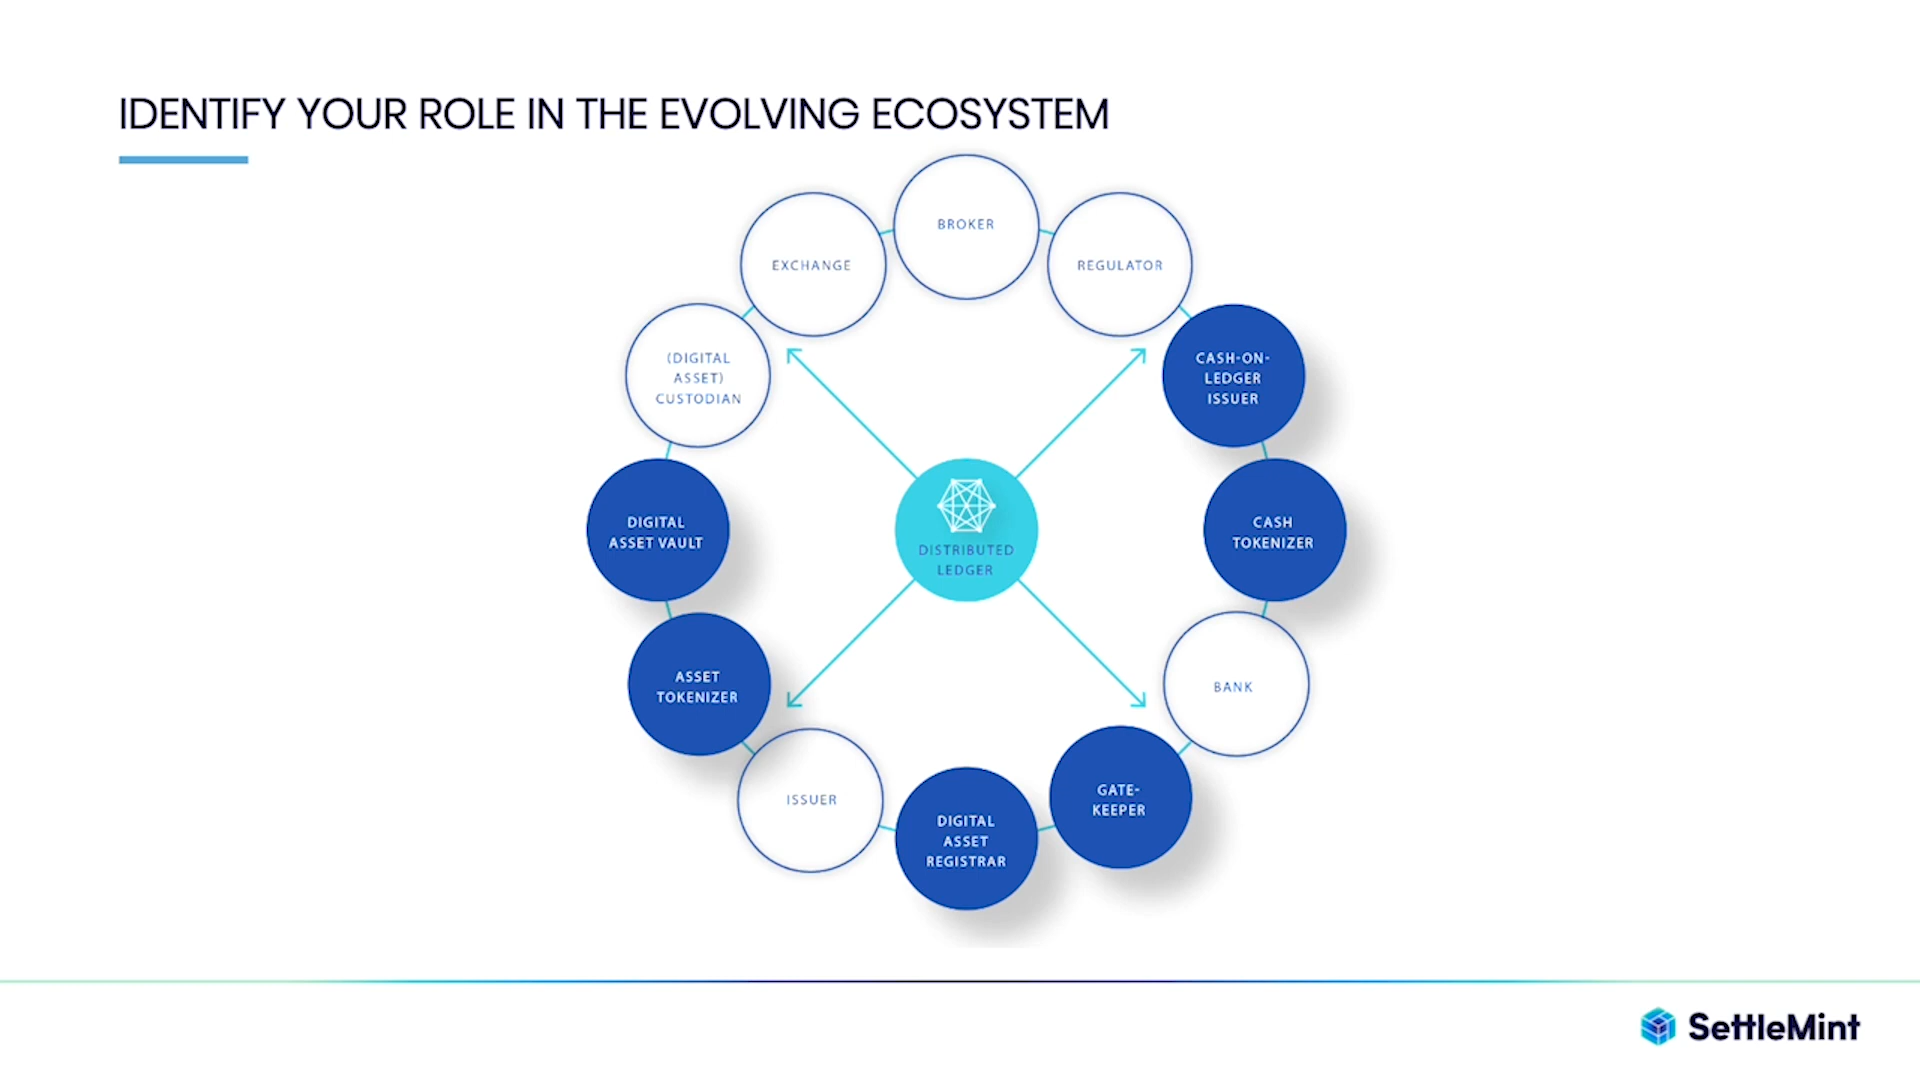 IDENTIFY YOUR ROLE IN THE EVOLVING ECOSYSTEM
BROKER
EXCHANGE
REGULATOR
(DIGITAL
ASSET)
CUSTODIAN
CASH-ON-
LEDGER
ISSUER
DIGITAL
ASSET VAULT
DISTRIBUTED
LEDGER
CASH
TOKENIZER
ASSET
TOKENIZER
BANK
ISSUER
DIGITAL
ASSET
REGISTRAR
GATE-
KEEPER
SettleMint